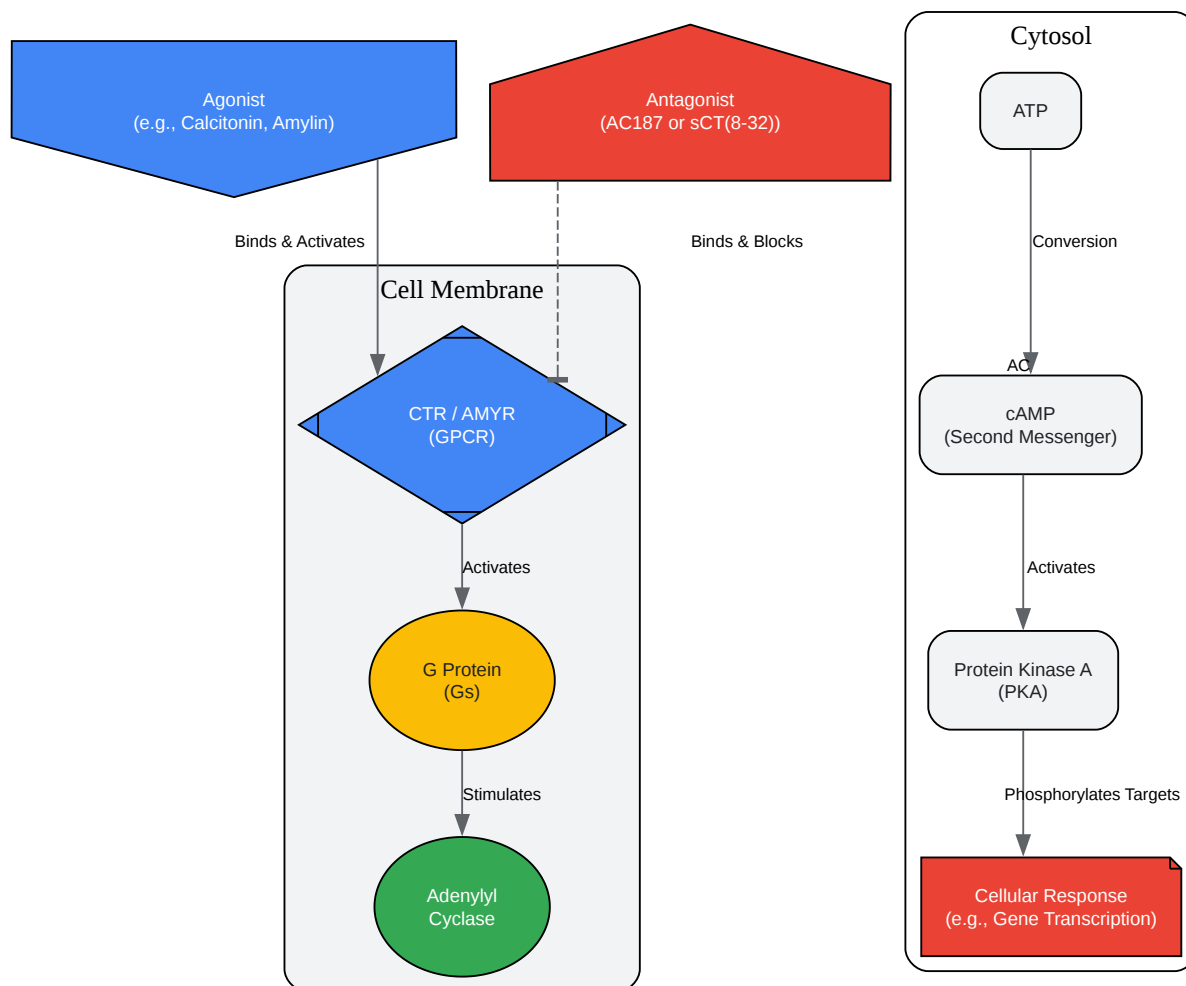 Agonist
(e.g., Calcitonin, Amylin)
Antagonist
(AC187 or sCT(8-32))
Binds & Activates
Binds & Blocks
Cell Membrane
CTR / AMYR
(GPCR)
Activates
G Protein
(Gs)
Stimulates
Adenylyl
Cyclase
Cytosol
ATP
Conversion
AC
cAMP
(Second Messenger)
Activates
Protein Kinase A
(PKA)
Phosphorylates Targets
Cellular Response
(e.g., Gene Transcription)